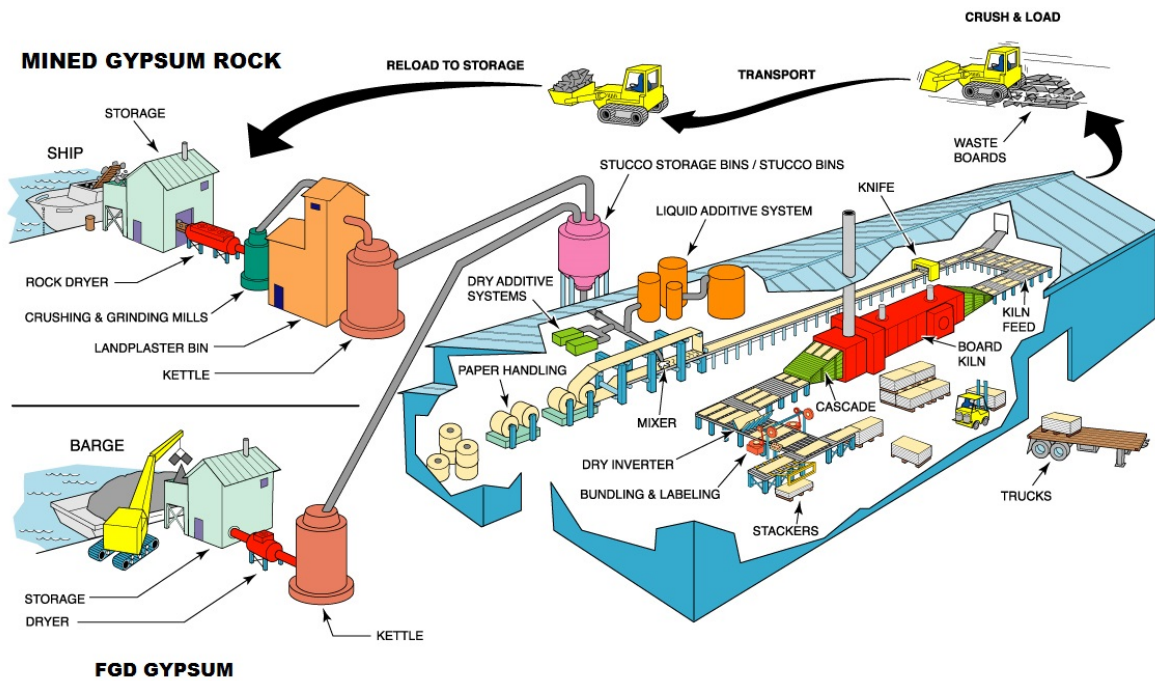 CRUSH & LOAD
MINED GYPSUM ROCK
RELOAD TO STORAGE
TRANSPORT
STORAGE
SHIP
WASTE
BOARDS
STUCCO STORAGE BINS / STUCCO BINS
KNIFE
LIQUID ADDITIVE SYSTEM
ROCK DRYER
DRY ADDITIVE
SYSTEMS
CRUSHING & GRINDING MILLS
KILN
FEED
LANDPLASTER BIN
BOARD
KILN
KETTLE
PAPER HANDLING
MIXER
CASCADE
BARGE
DRY INVERTER
BUNDLING & LABELING
TRUCKS
STACKERS
STORAGE
DRYER
KETTLE
FGD GYPSUM